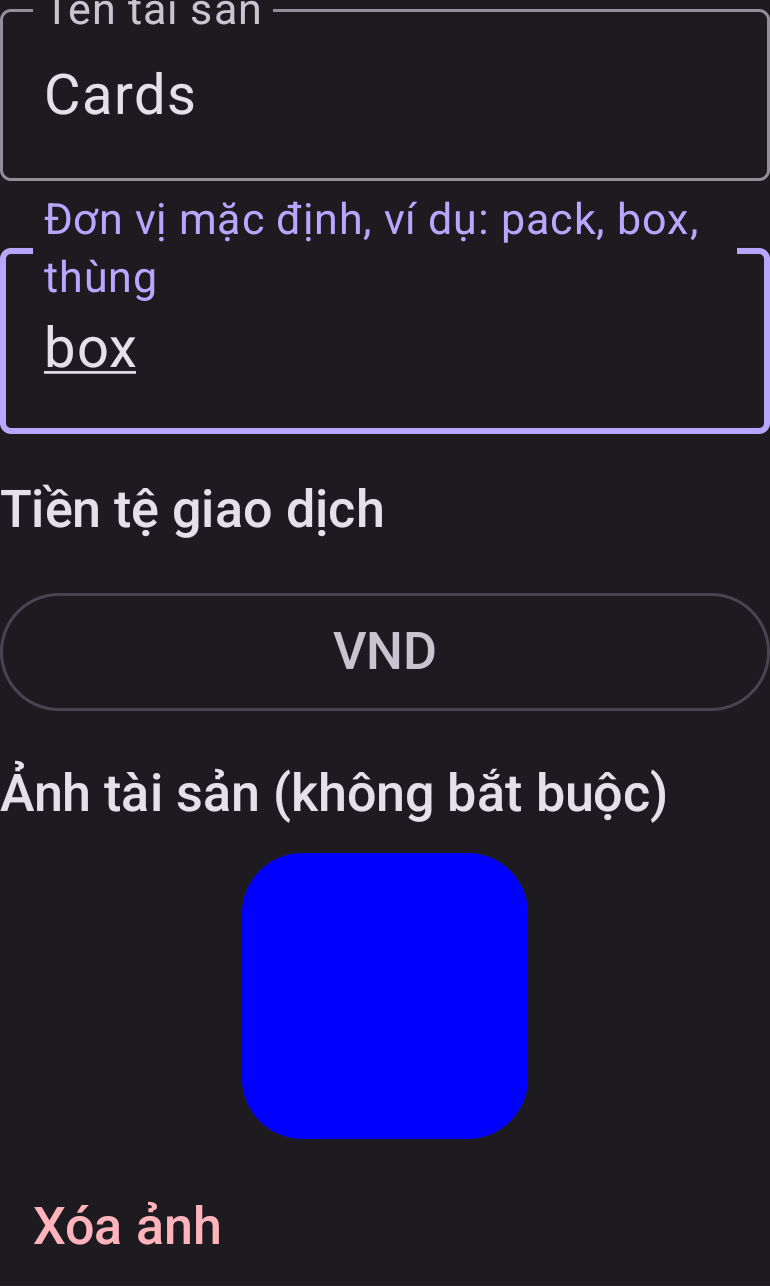 Tên tài sản
Cards
Đơn vị mặc định, ví dụ: pack, box,
thùng
box
Tiền tệ giao dịch
VND
Ảnh tài sản (không bắt buộc)
Xóa ảnh